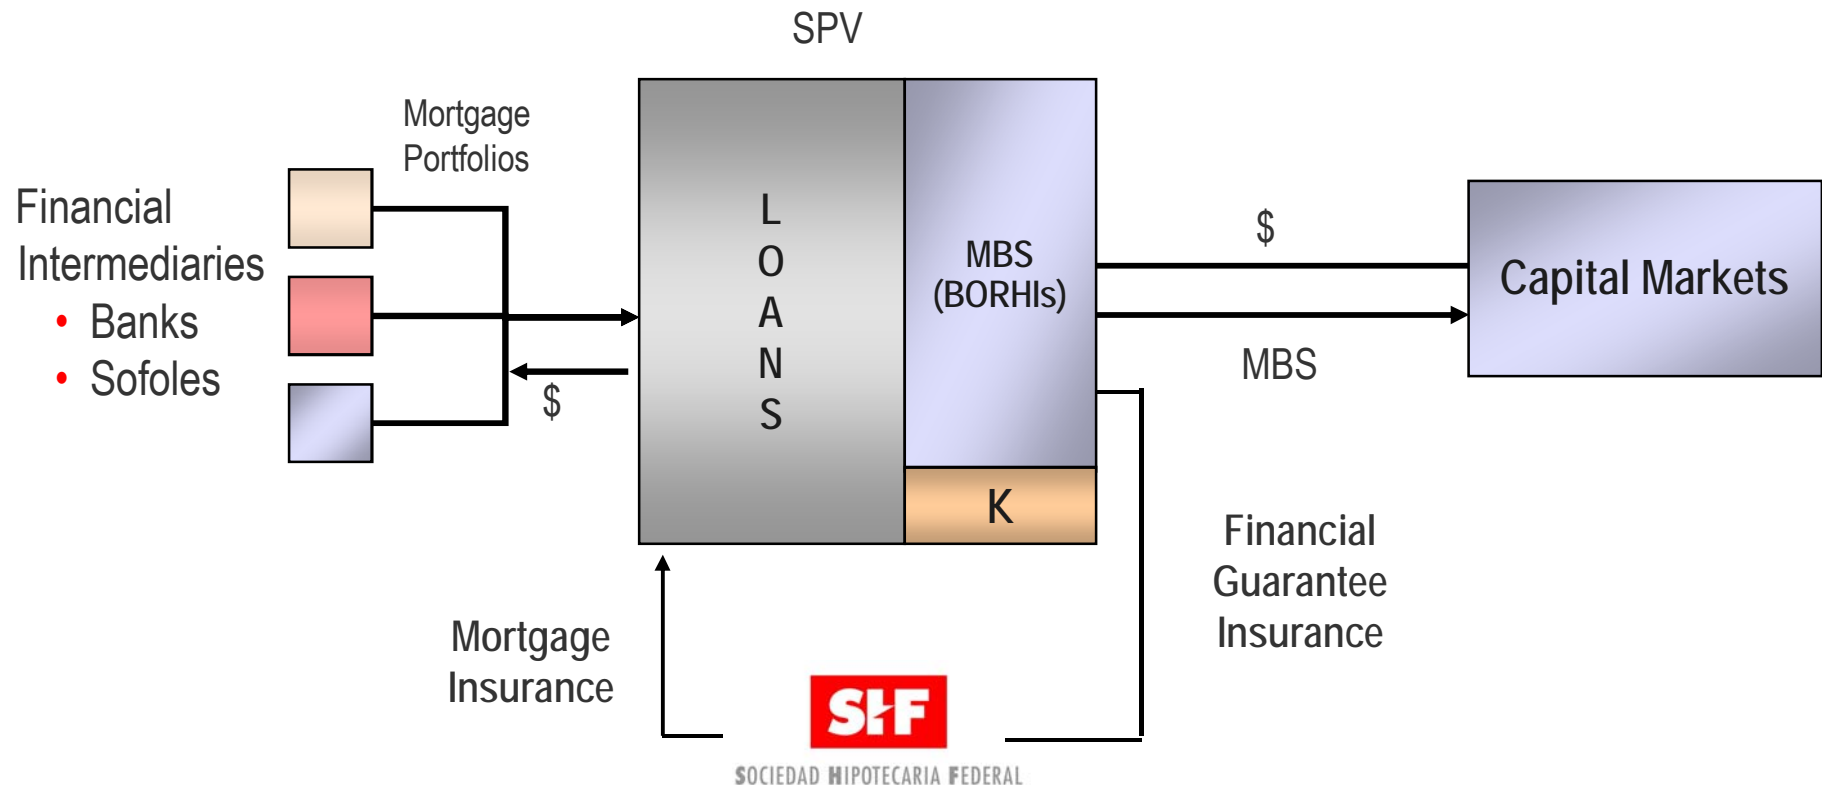 SPV
Mortgage
Portfolios
Financial
Intermediaries
• Banks
• Sofoles
$
L
O
A
N
S
MBS
(BORHIs)
K
$
MBS
Capital Markets
Mortgage
Insurance
Financial
Guarantee
Insurance
SHF
SOCIEDAD HIPOTECARIA FEDERAL